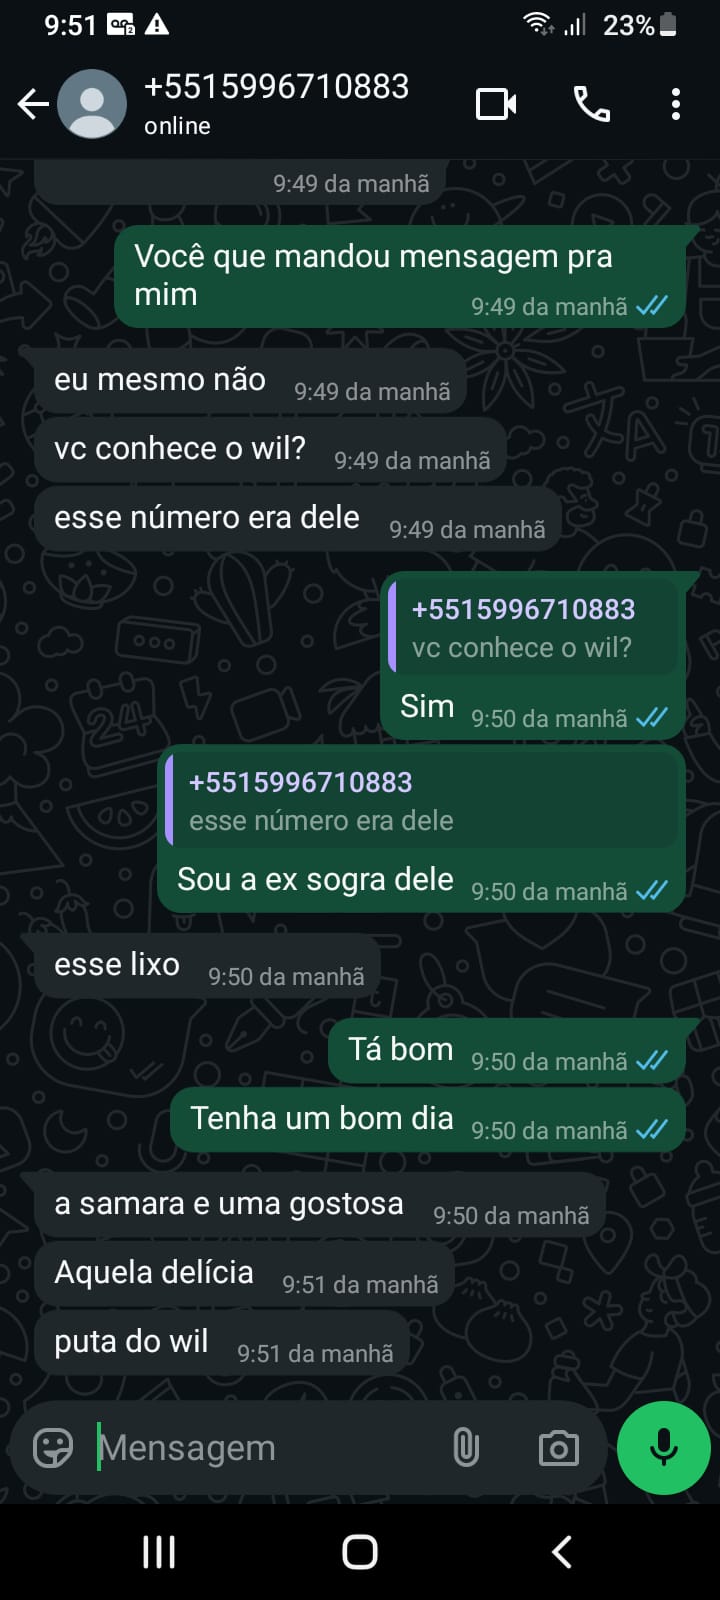 9:51
23%
+5515996710883
online
9:49 da manhã
Você que mandou mensagem pra
mim
9:49 da manhã
eu mesmo não
9:49 da manhã
vc conhece o wil?
9:49 da manhã
esse número era dele
9:49 da manhã
+5515996710883
vc conhece o wil?
Sim
9:50 da manhã
+5515996710883
esse número era dele
Sou a ex sogra dele
9:50 da manhã
esse lixo
9:50 da manhã
Tá bom
9:50 da manhã
Tenha um bom dia
9:50 da manhã
a samara e uma gostosa
9:50 da manhã
Aquela delícia
9:51 da manhã
puta do wil
9:51 da manhã
Mensagem